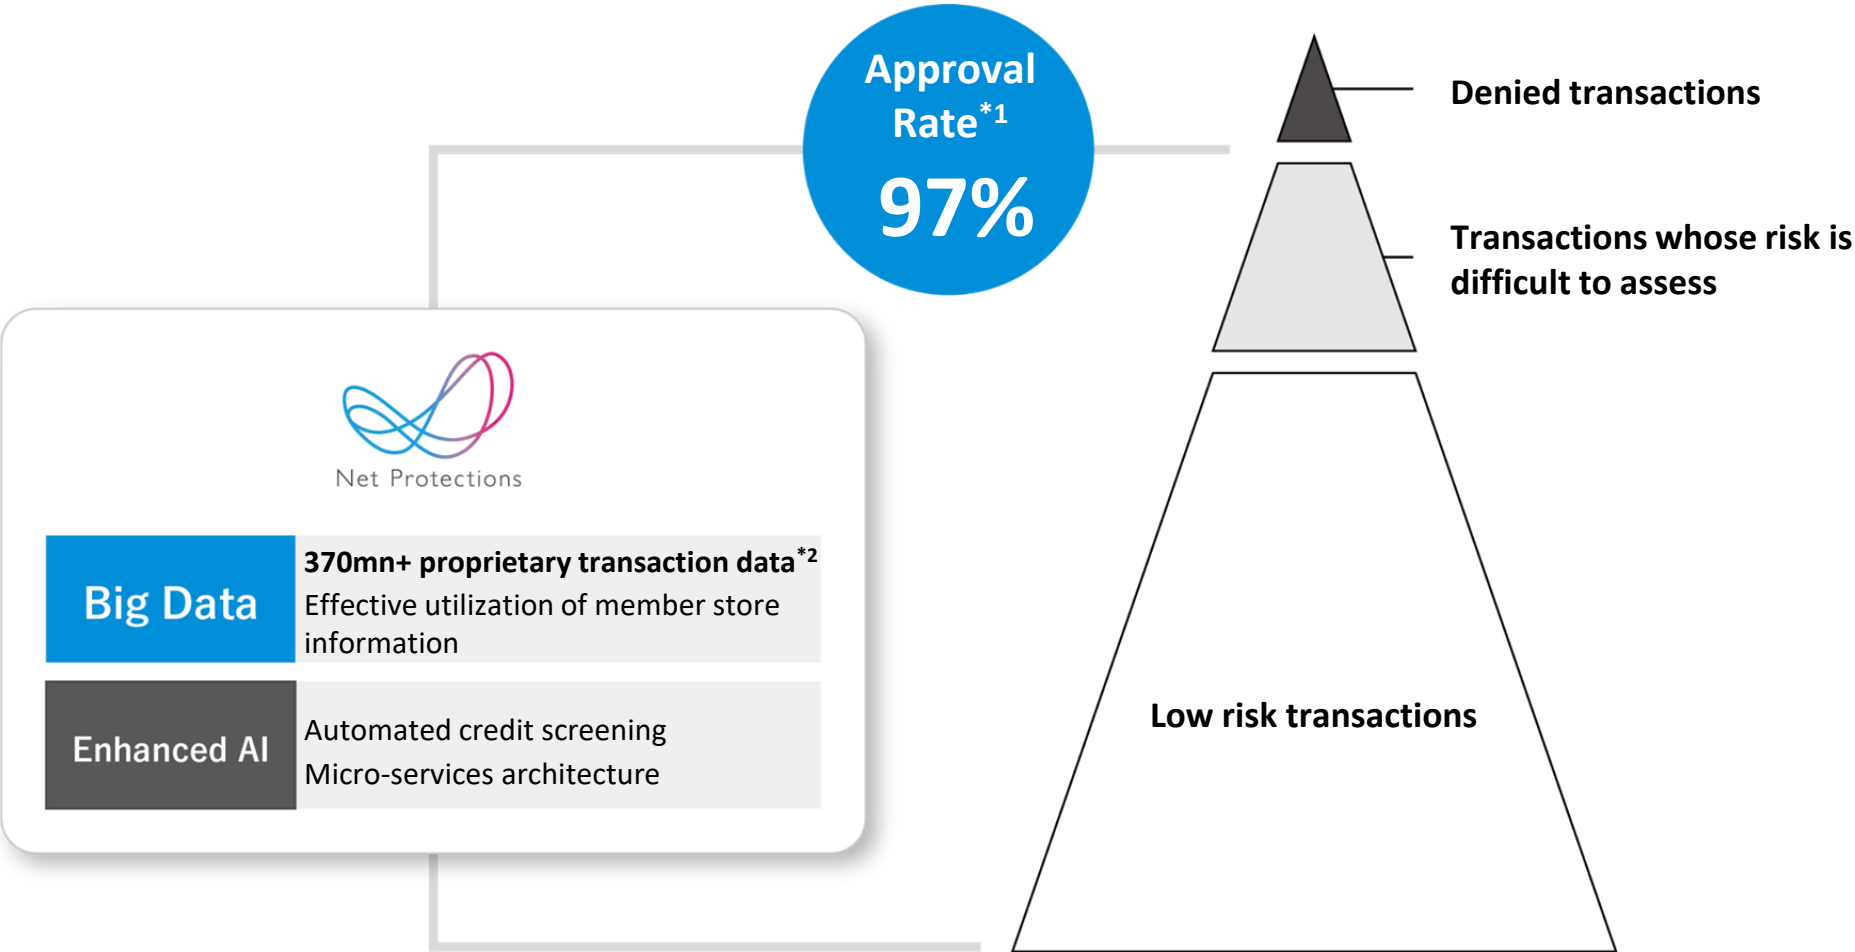 Approval
Rate*1
97%
Denied transactions
Transactions whose risk is
difficult to assess
Net Protections
Big Data
370mn+ proprietary transaction data*2
Effective utilization of member store
information
Enhanced AI
Automated credit screening
Micro-services architecture
Low risk transactions